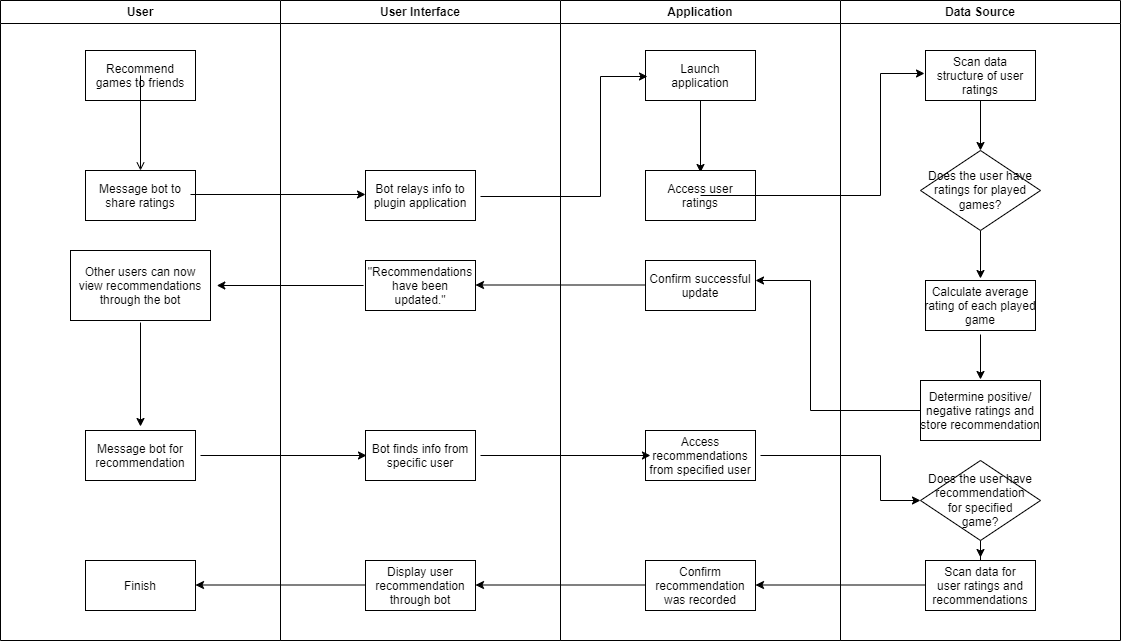 User
User Interface
Application
Data Source
Recommend
games to friends
Launch
application
Scan data
structure of user
ratings
Message bot to
share ratings
Bot relays info to
plugin application
Access user
ratings
Does the user have
ratings for played
games?
Other users can now
view recommendations
through the bot
"Recommendations
have been
updated."
Confirm successful
update
Calculate average
rating of each played
game
Determine positive/
negative ratings and
store recommendation
Message bot for
recommendation
Bot finds info from
specific user
Access
recommendations
from specified user
Does the user have
recommendation
for specified
game?
Finish
Display user
recommendation
through bot
Confirm
recommendation
was recorded
Scan data for
user ratings and
recommendations